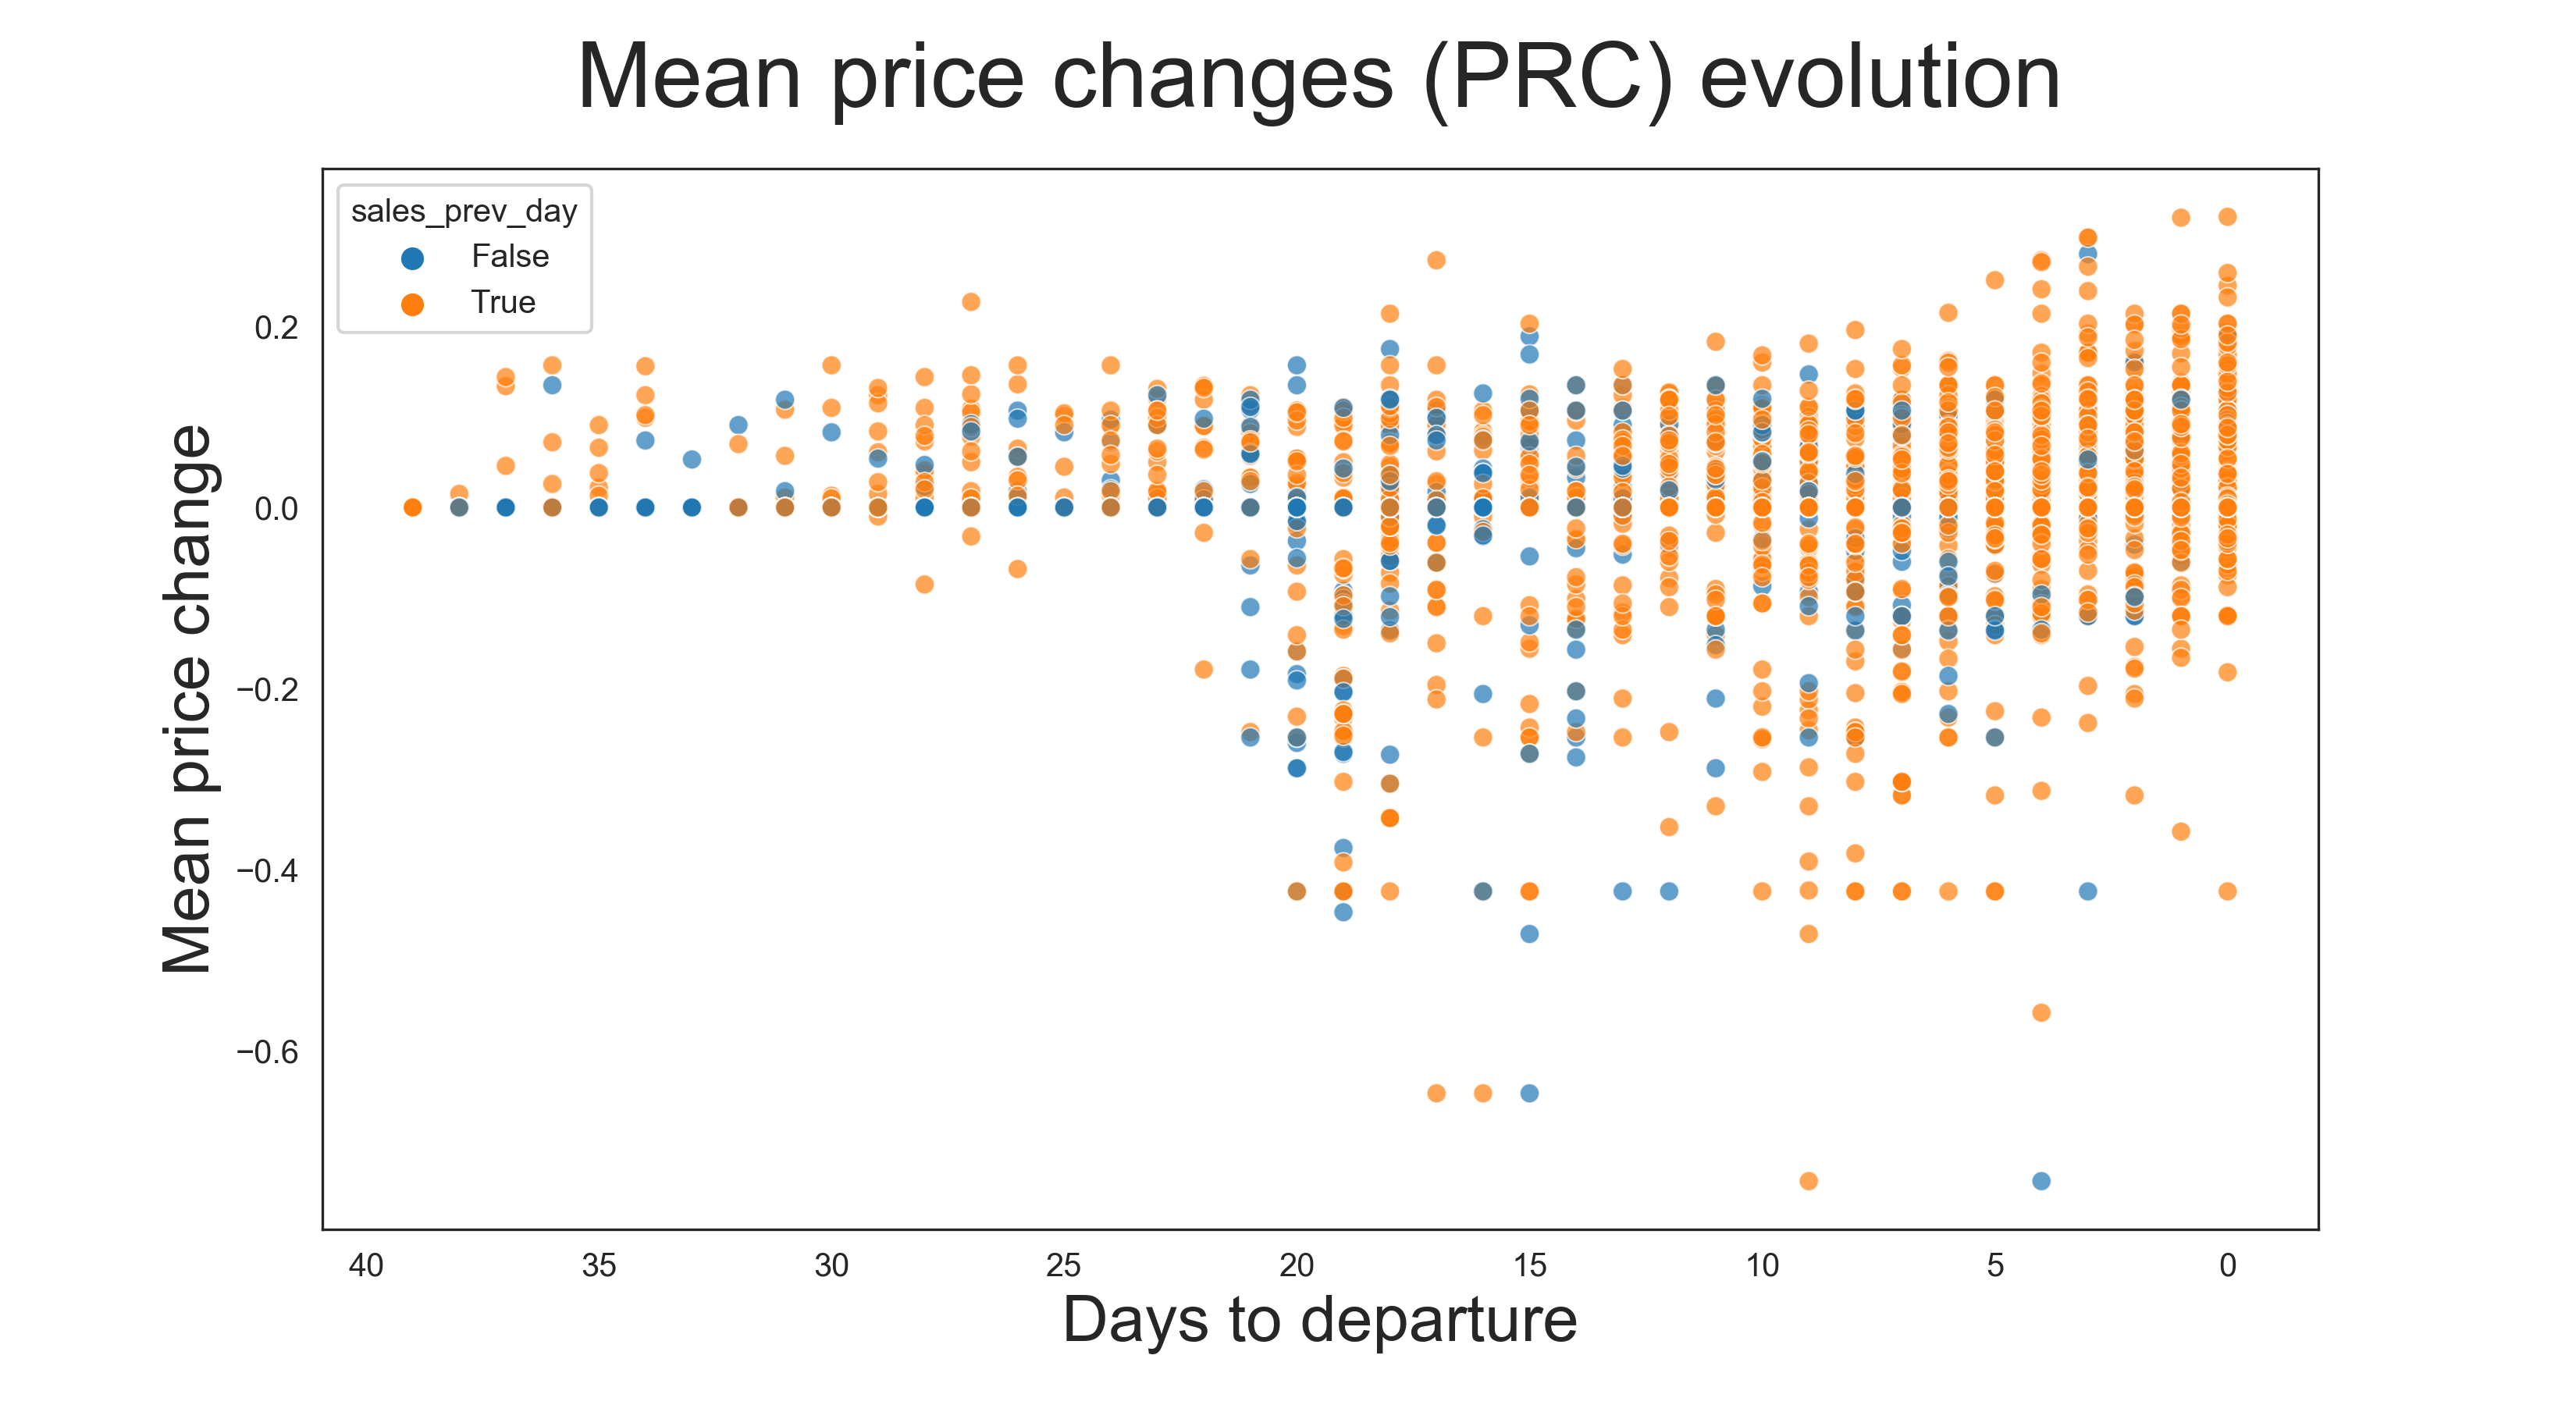 Mean price changes (PRC) evolution
sales_prev_day
False
True
Mean price change
0.2
0.0
−0.2
−0.4
−0.6
40 35 30 25 20 15 10 5 0
Days to departure